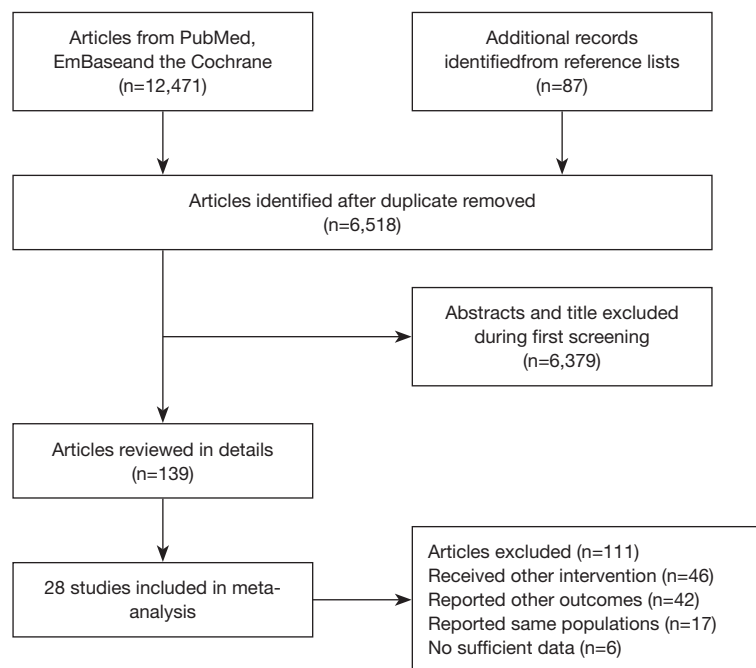 Articles from PubMed,
EmBaseand the Cochrane
(n=12,471)
Additional records
identifiedfrom reference lists
(n=87)
Articles identified after duplicate removed
(n=6,518)
Abstracts and title excluded
during first screening
(n=6,379)
Articles reviewed in details
(n=139)
28 studies included in meta-
analysis
Articles excluded (n=111)
Received other intervention (n=46)
Reported other outcomes (n=42)
Reported same populations (n=17)
No sufficient data (n=6)